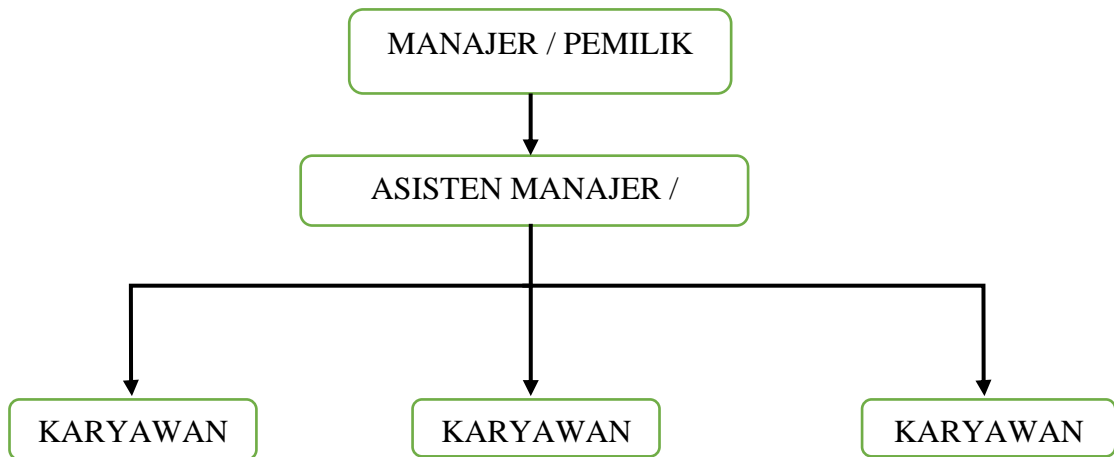 MANAJER / PEMILIK
ASISTEN MANAJER /
KARYAWAN
KARYAWAN
KARYAWAN